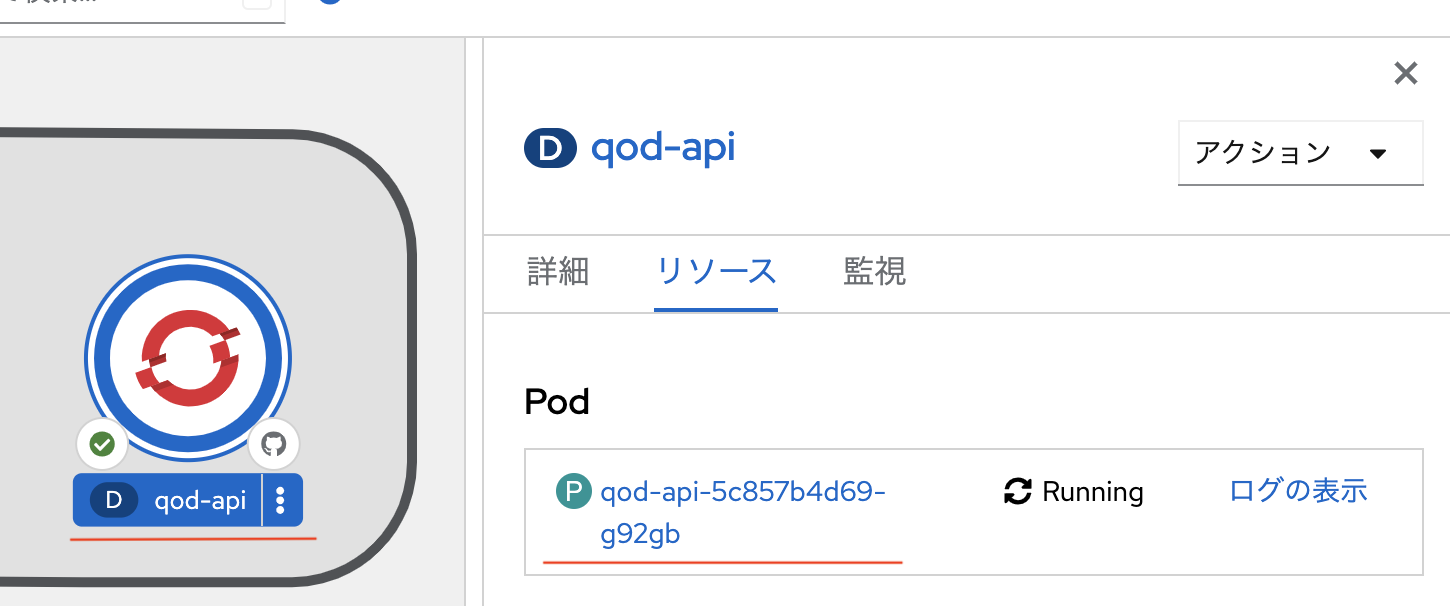 D qod-api
アクション
詳細 リソース 監視
Pod
P qod-api-5c857b4d69-
g92gb
Running
ログの表示
D qod-api